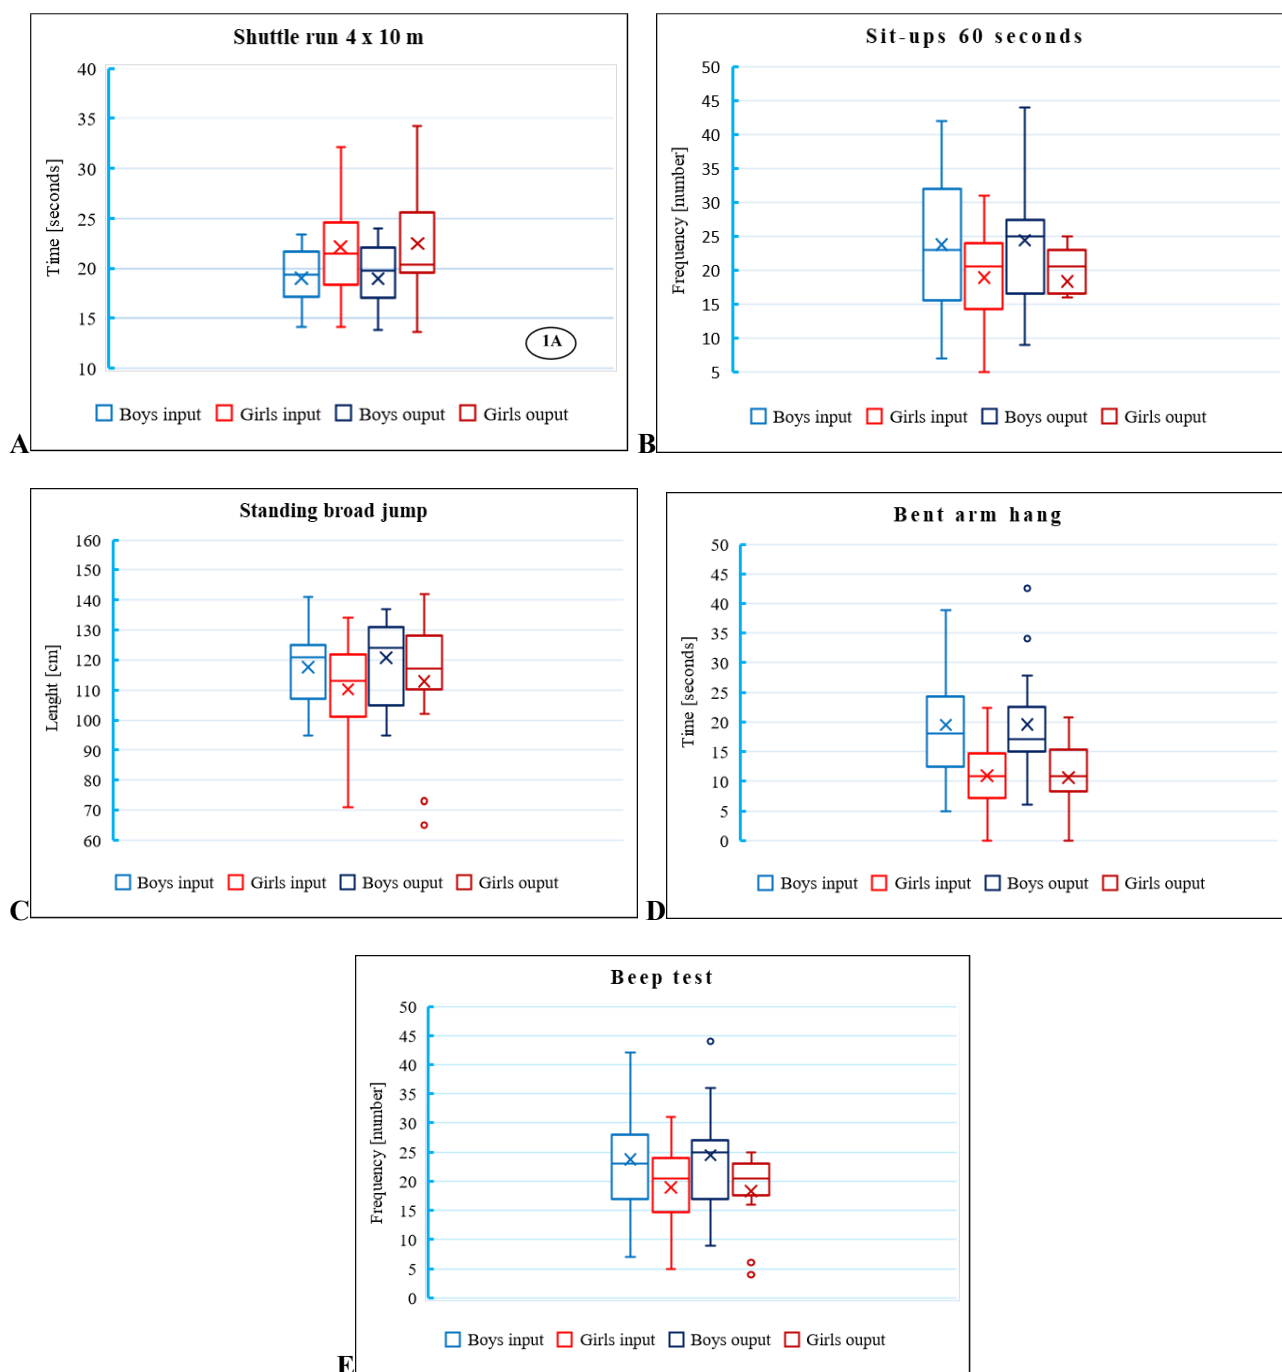 Shuttle run 4 x 10 m
40
35
30
25
20
15
10
Time [seconds]
1A
Boys input Girls input Boys ouput Girls ouput
A
Sit-ups 60 seconds
50
45
40
35
30
25
20
15
10
5
Frequency [number]
Boys input Girls input Boys ouput Girls ouput
B
Standing broad jump
160
150
140
130
120
110
100
90
80
70
60
Lenght [cm]
Boys input Girls input Boys ouput Girls ouput
C
Bent arm hang
50
45
40
35
30
25
20
15
10
5
0
Time [seconds]
Boys input Girls input Boys ouput Girls ouput
D
Beep test
50
45
40
35
30
25
20
15
10
5
0
Frequency [number]
Boys input Girls input Boys ouput Girls ouput
E